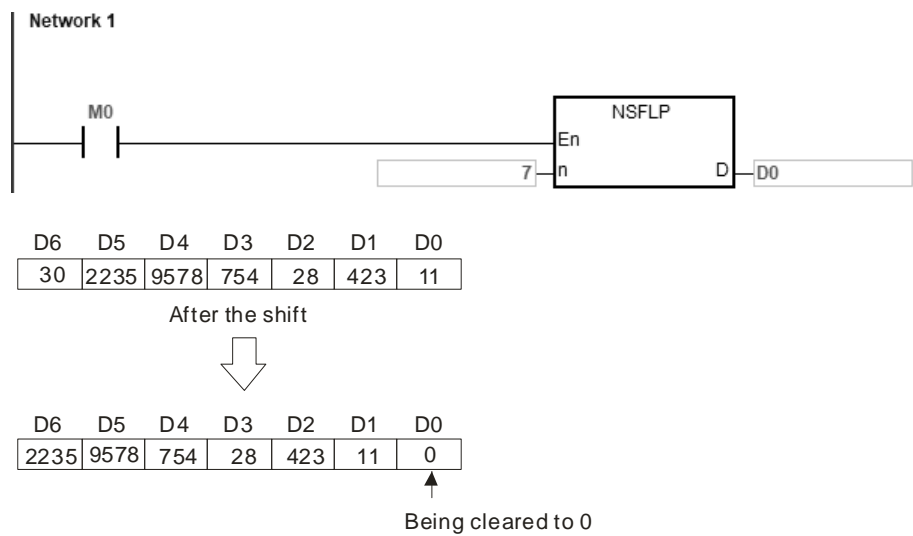 Network 1
M0
NSFLP
En
7 n D D0
D6 D5 D4 D3 D2 D1 D0
30 2235 9578 754 28 423 11
After the shift
D6 D5 D4 D3 D2 D1 D0
2235 9578 754 28 423 11 0
Being cleared to 0